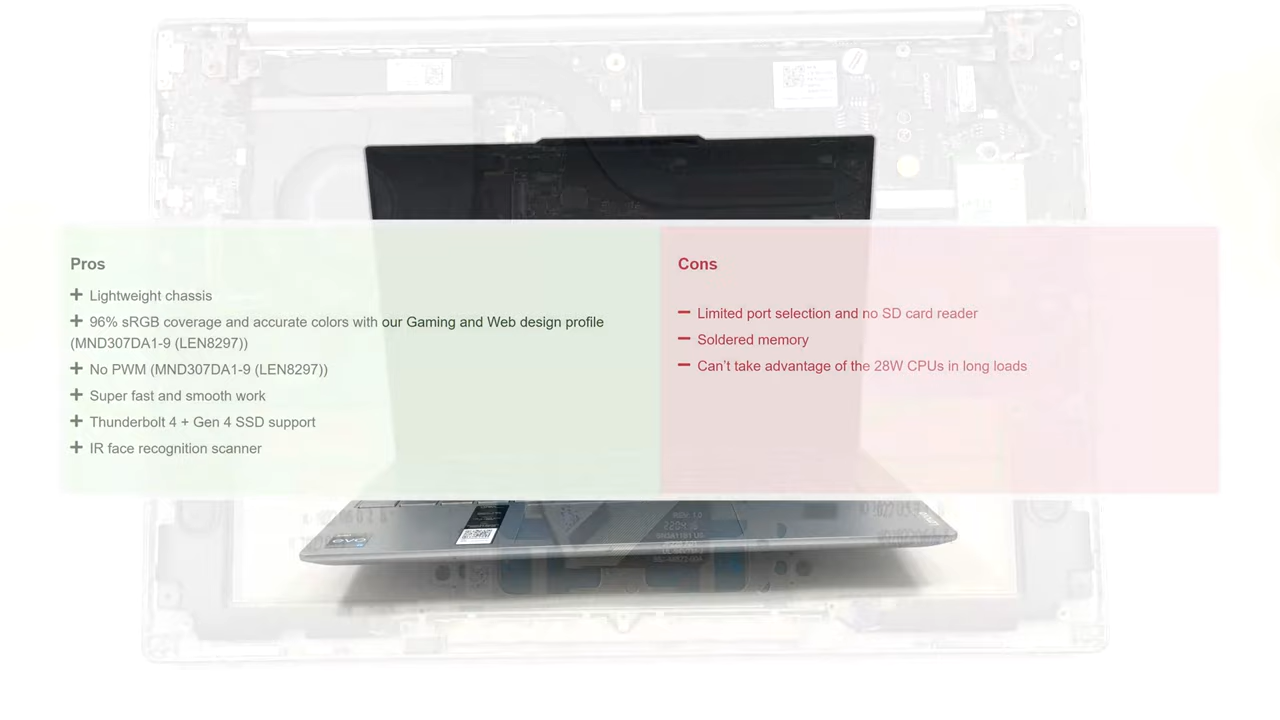 Pros
+ Lightweight chassis
+ 96% sRGB coverage and accurate colors with our Gaming and Web design profile
(MND307DA1-9 (LEN8297))
+ No PWM (MND307DA1-9 (LEN8297))
+ Super fast and smooth work
+ Thunderbolt 4 + Gen 4 SSD support
+ IR face recognition scanner
Cons
− Limited port selection and no SD card reader
− Soldered memory
− Can’t take advantage of the 28W CPUs in long loads
evo